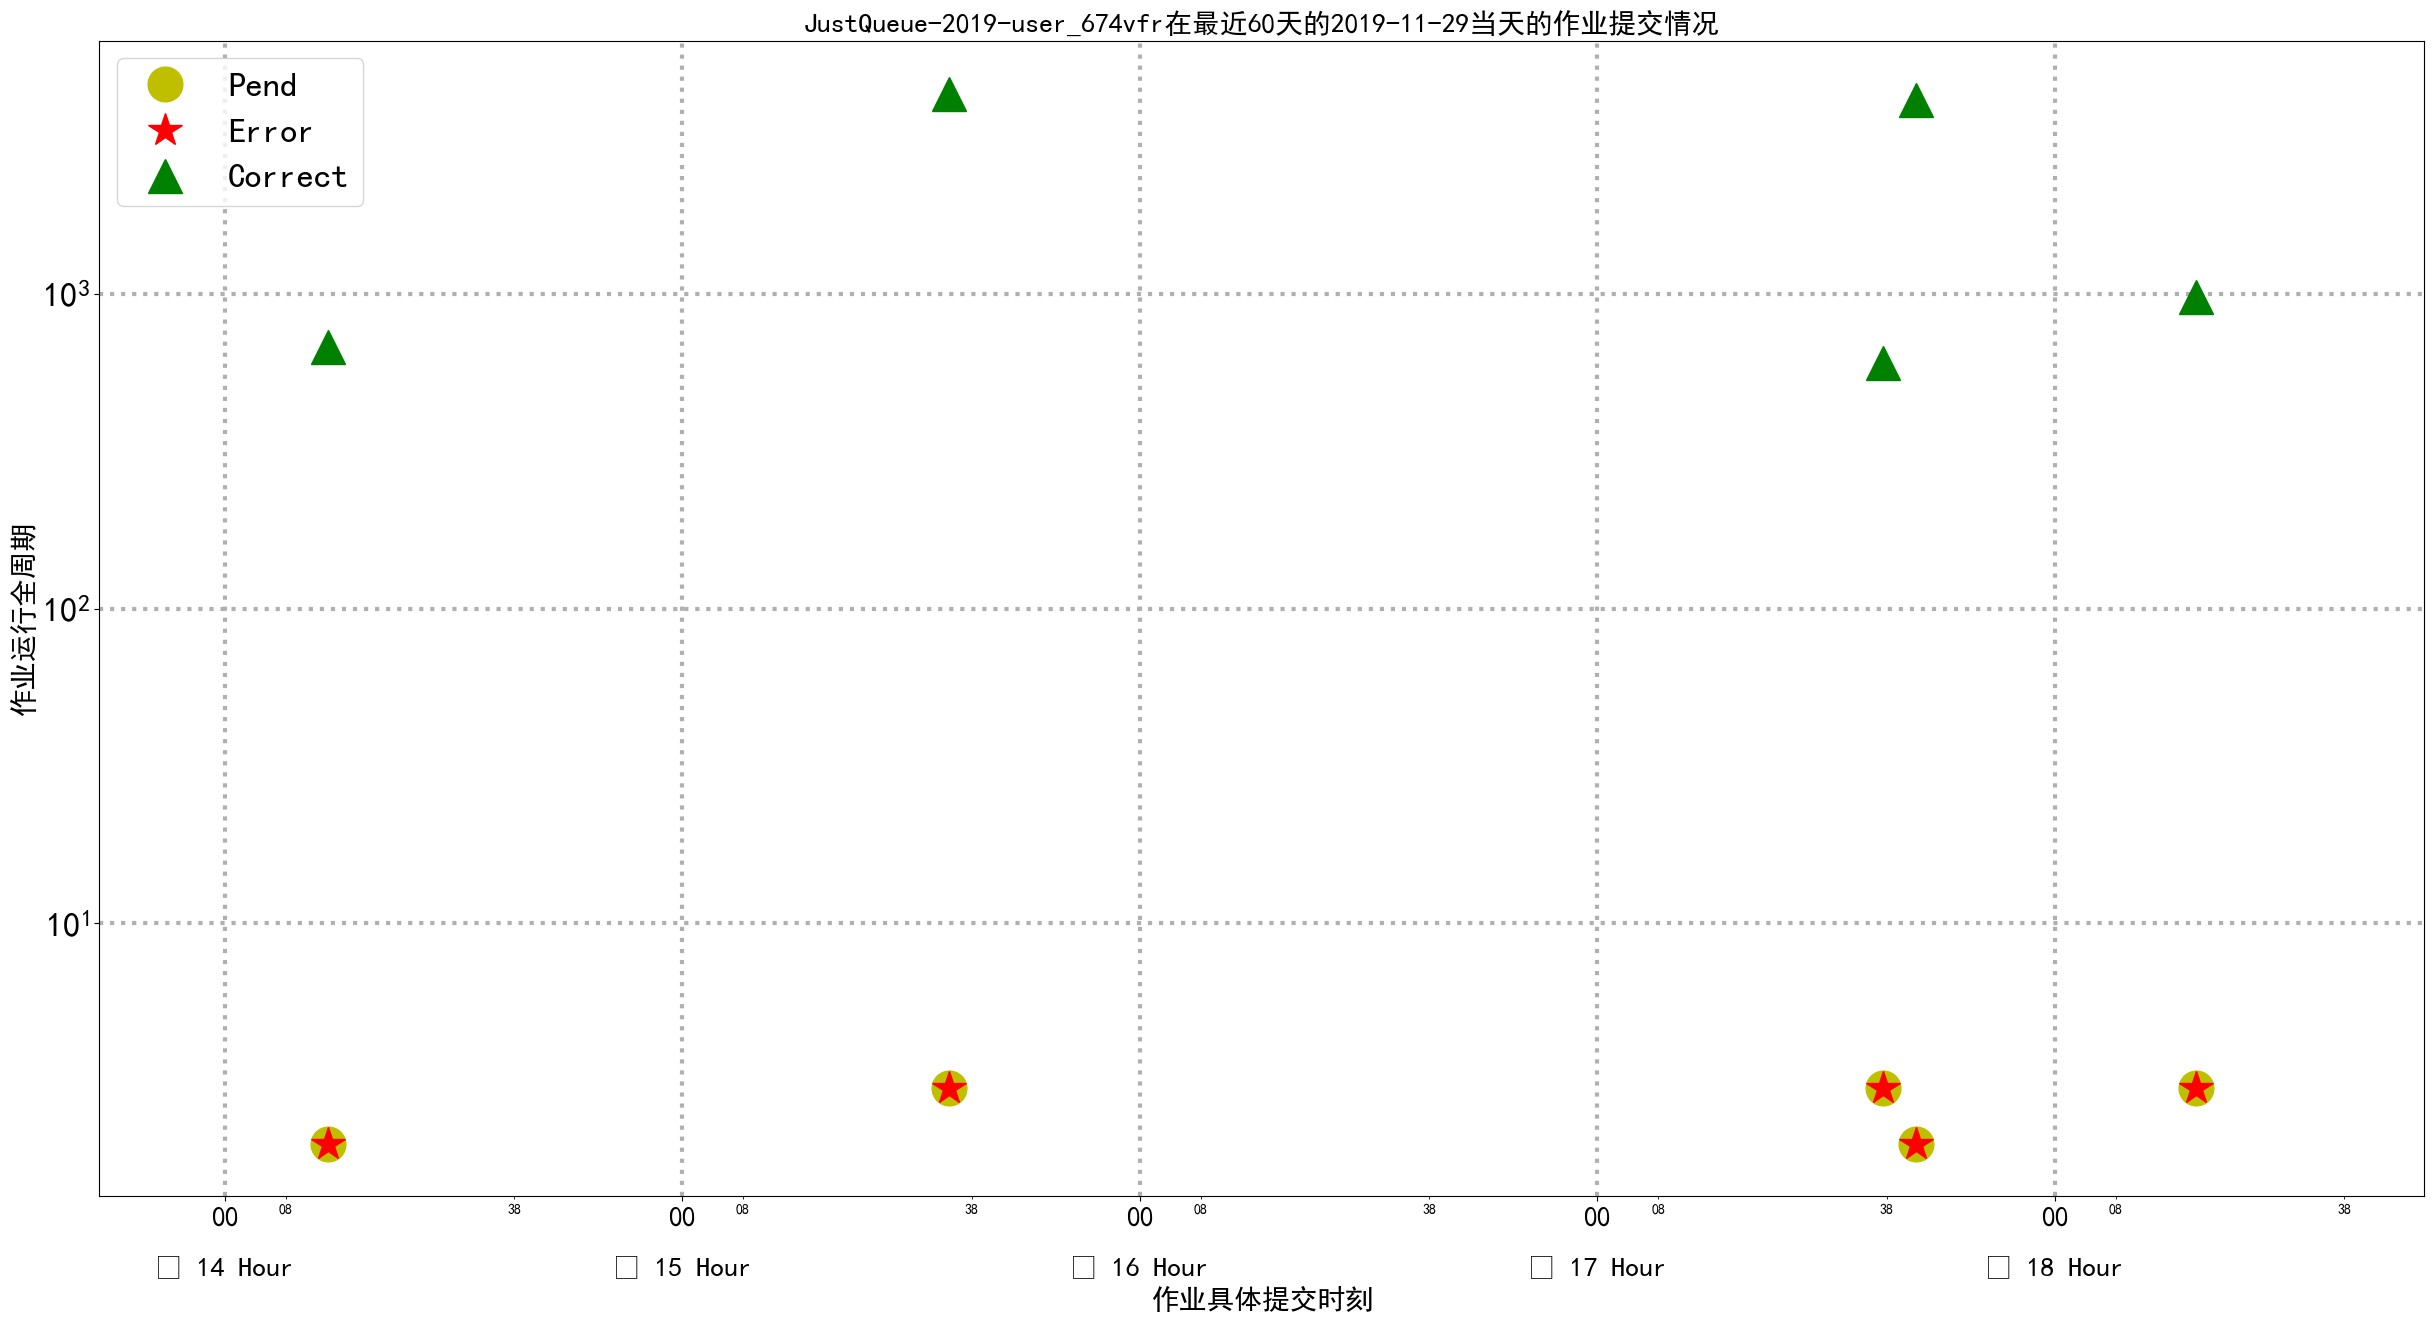 JustQueue-2019-user_674vfr在最近60天的2019-11-29当天的作业提交情况
Pend
Error
Correct
10³
10²
10¹
作业运行全周期
00 08 38 00 08 38 00 08 38 00 08 38 00 08 38
□ 14 Hour □ 15 Hour □ 16 Hour □ 17 Hour □ 18 Hour
作业具体提交时刻